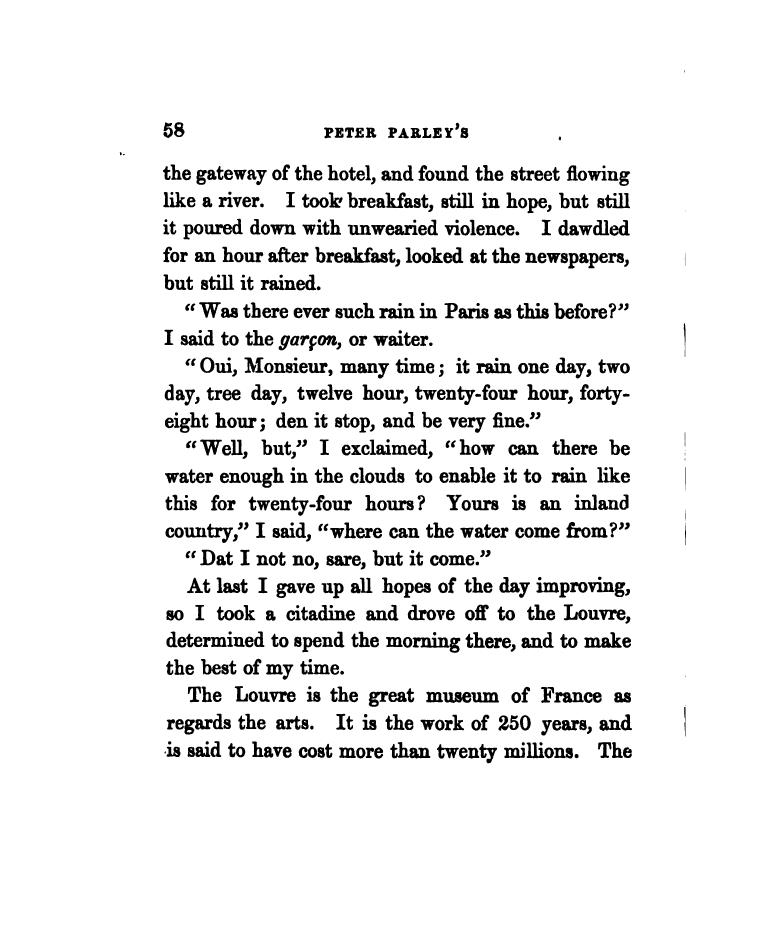 58 PETER PARLEY'S
the gateway of the hotel, and found the street flowing
like a river. I took breakfast, still in hope, but still
it poured down with unwearied violence. I dawdled
for an hour after breakfast, looked at the newspapers,
but still it rained.
“Was there ever such rain in Paris as this before?”
I said to the garçon, or waiter.
“Oui, Monsieur, many time; it rain one day, two
day, tree day, twelve hour, twenty-four hour, forty-
eight hour; den it stop, and be very fine.”
“Well, but,” I exclaimed, “how can there be
water enough in the clouds to enable it to rain like
this for twenty-four hours? Yours is an inland
country,” I said, “where can the water come from?”
“Dat I not no, sare, but it come.”
At last I gave up all hopes of the day improving,
so I took a citadine and drove off to the Louvre,
determined to spend the morning there, and to make
the best of my time.
The Louvre is the great museum of France as
regards the arts. It is the work of 250 years, and
is said to have cost more than twenty millions. The